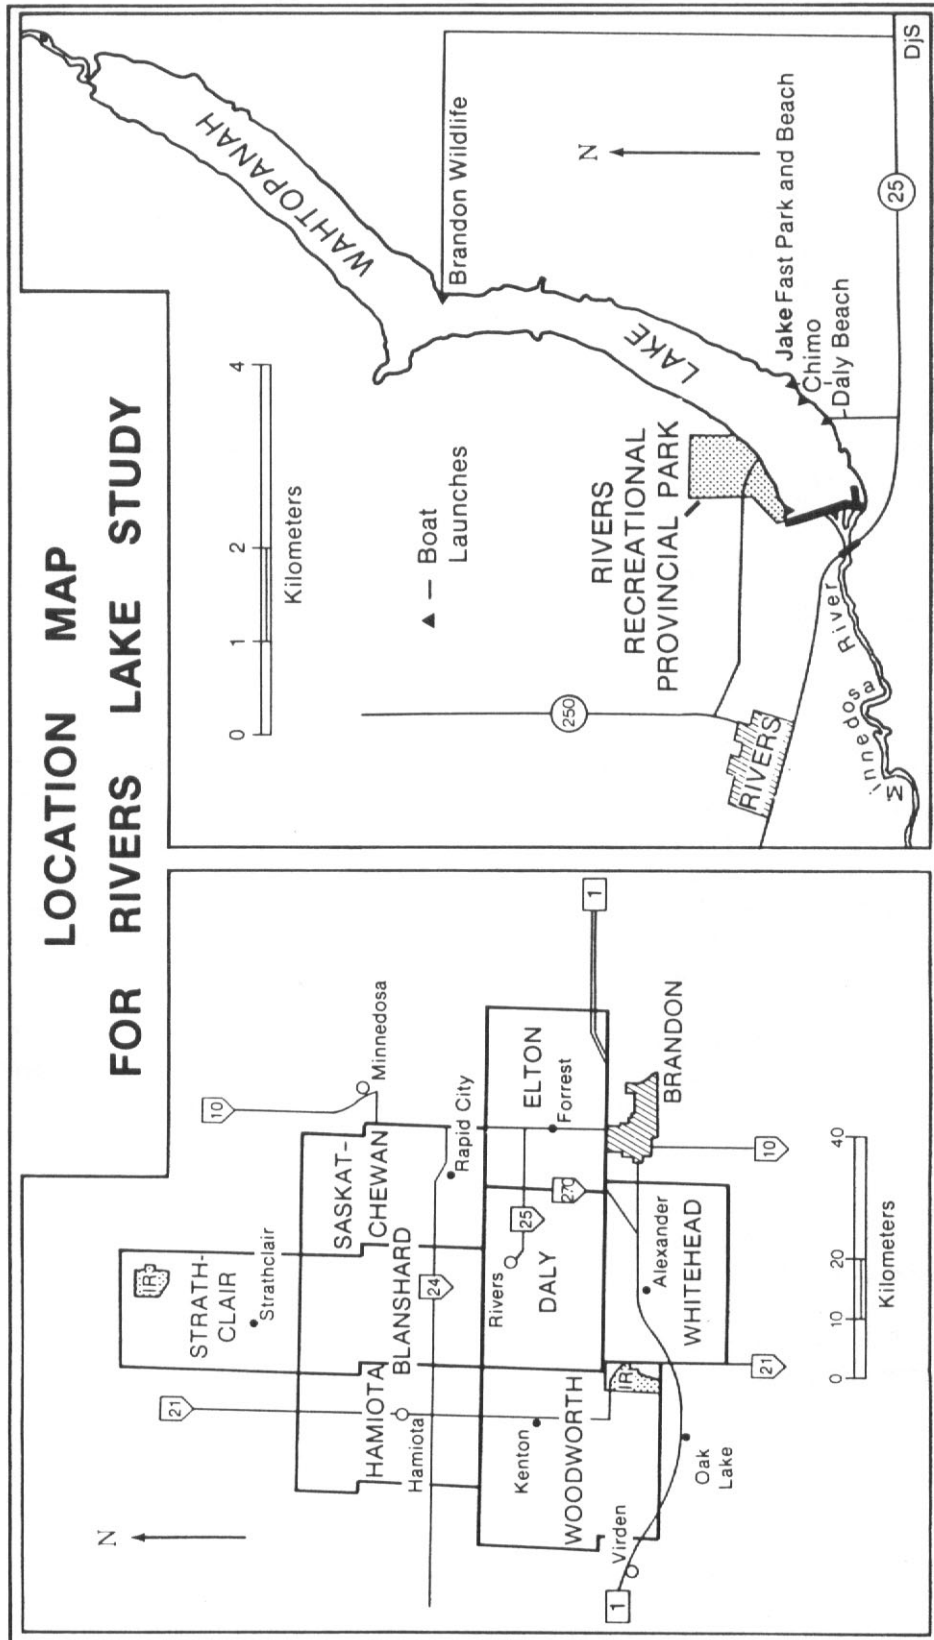 LOCATION MAP
FOR RIVERS LAKE STUDY
N
10
21
IR
STRATH-
CLAIR
Strathclair
Minnedosa
SASKAT-
CHEWAN
HAMIOTA
Hamiota
BLANSHARD
24
Rapid City
Rivers
25
ELTON
Forrest
Kenton
DALY
270
WOODWORTH
1
Virden
IR
Alexander
BRANDON
WHITEHEAD
Oak
Lake
21
10
1
0 10 20 40
Kilometers
0 1 2 4
Kilometers
WAHTOPANAH
LAKE
▲ — Boat
Launches
Brandon Wildlife
N
250
RIVERS
RECREATIONAL
PROVINCIAL PARK
RIVERS
Jake Fast Park and Beach
Chimo
Daly Beach
Minnedosa River
25
DjS